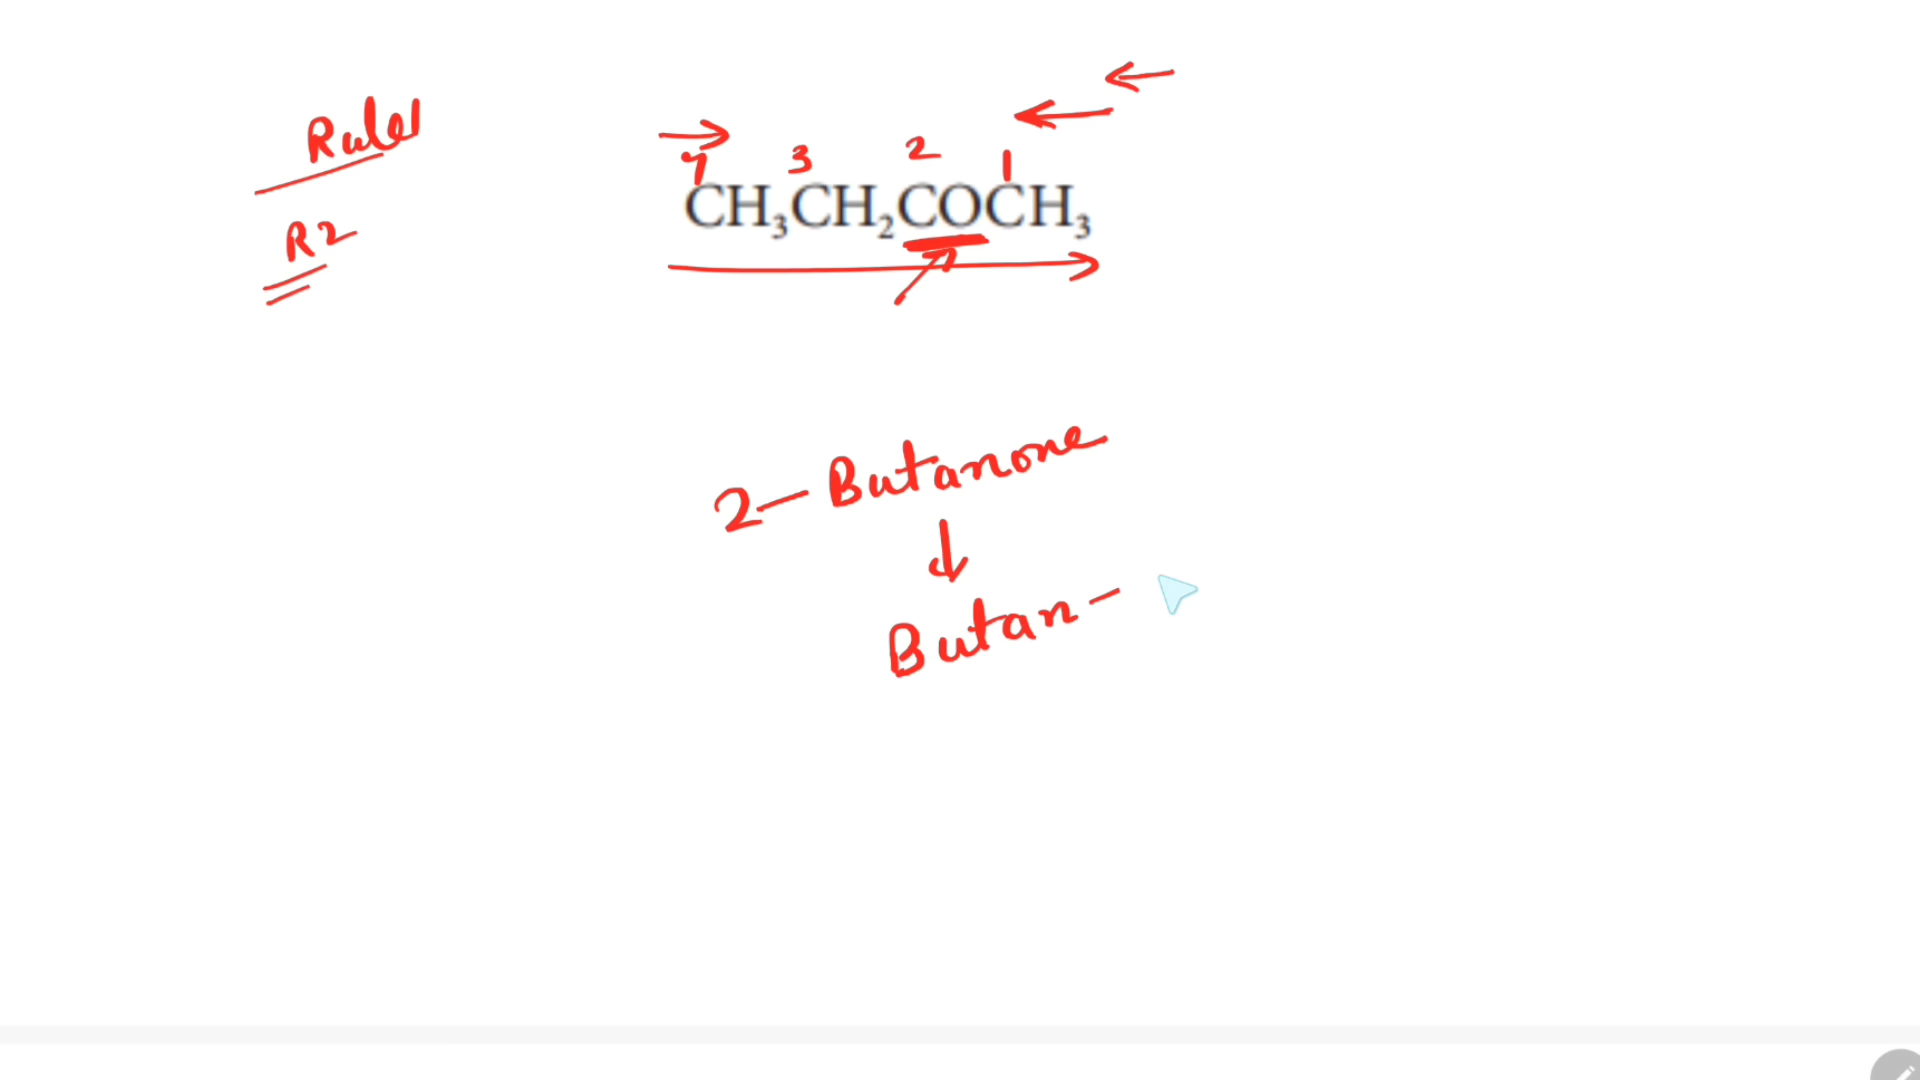 Rule1
R2
4 3 2 1
CH₃CH₂COCH₃
2-Butanone
Butan-